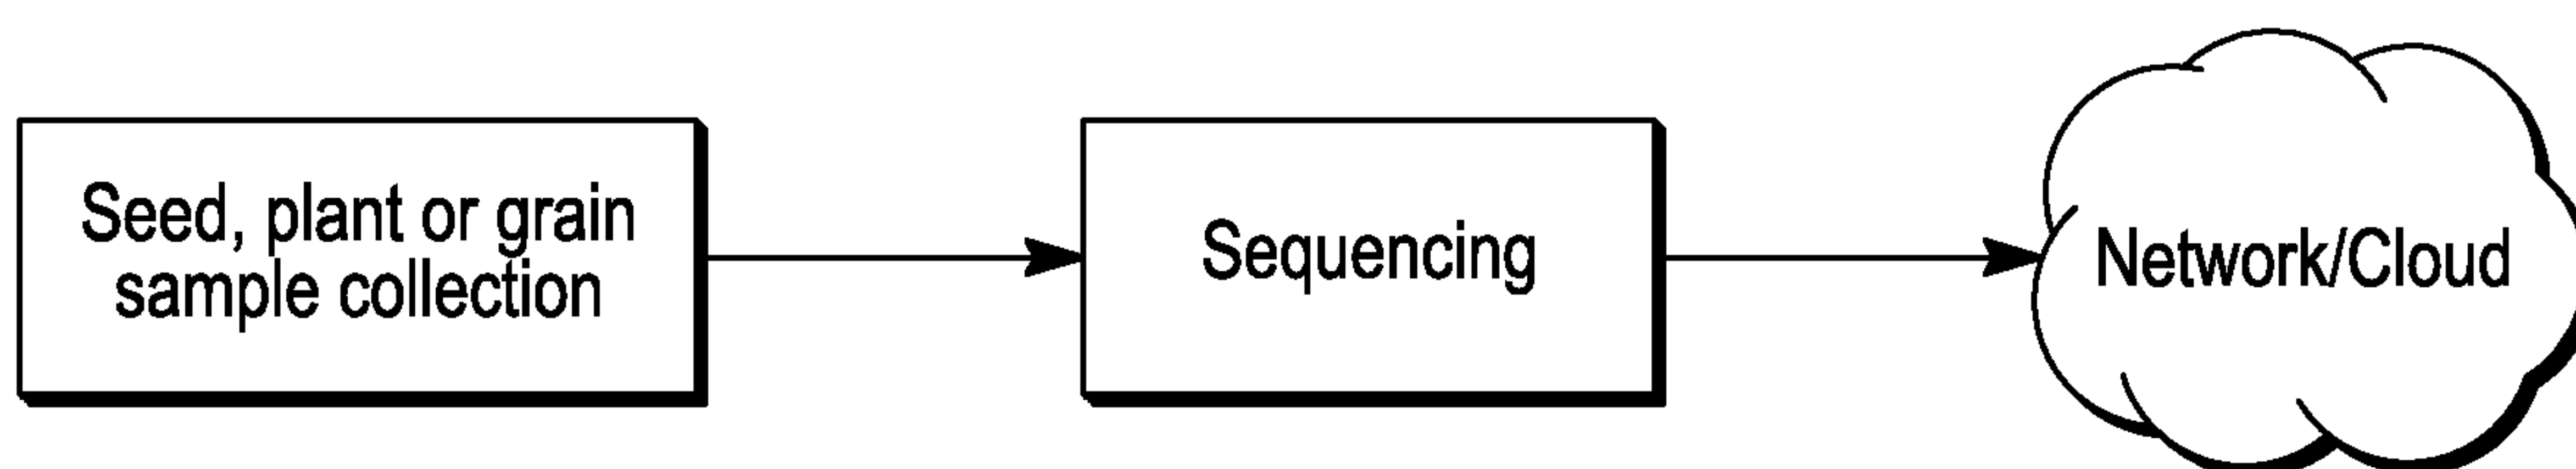 Seed, plant or grain
sample collection
Sequencing
Network/Cloud